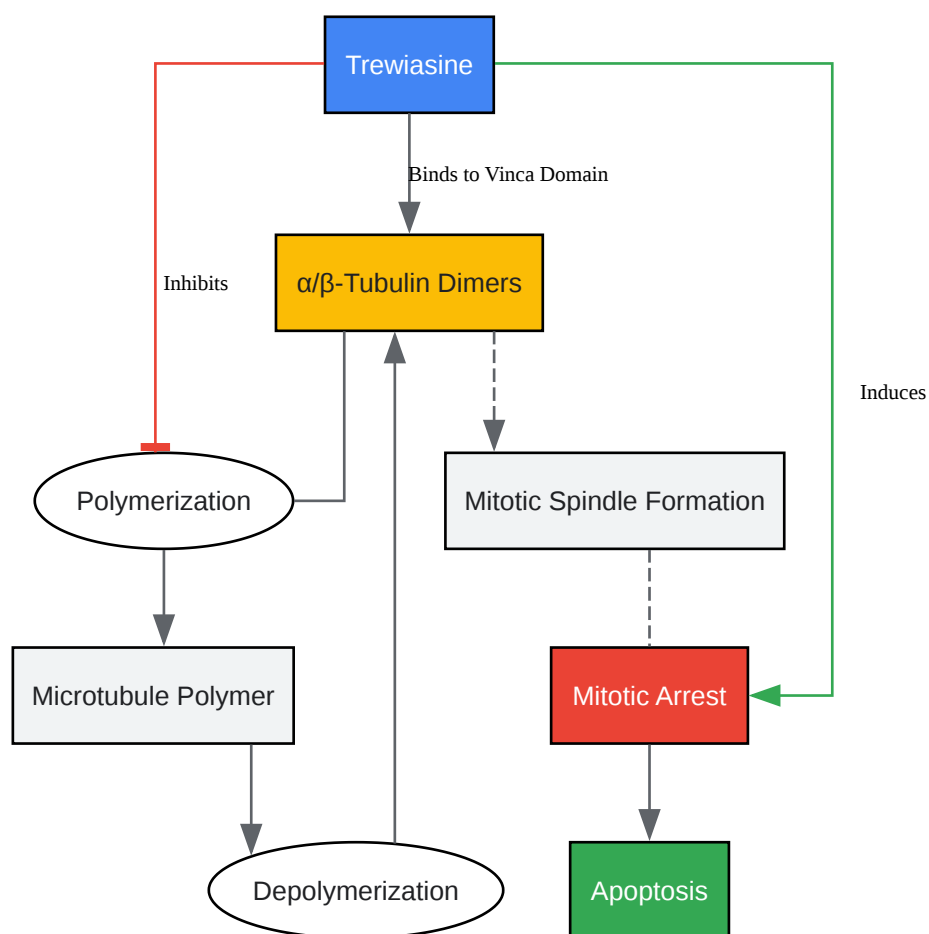 Trewiasine
Binds to Vinca Domain
α/β-Tubulin Dimers
Inhibits
Induces
Polymerization
Mitotic Spindle Formation
Microtubule Polymer
Mitotic Arrest
Depolymerization
Apoptosis